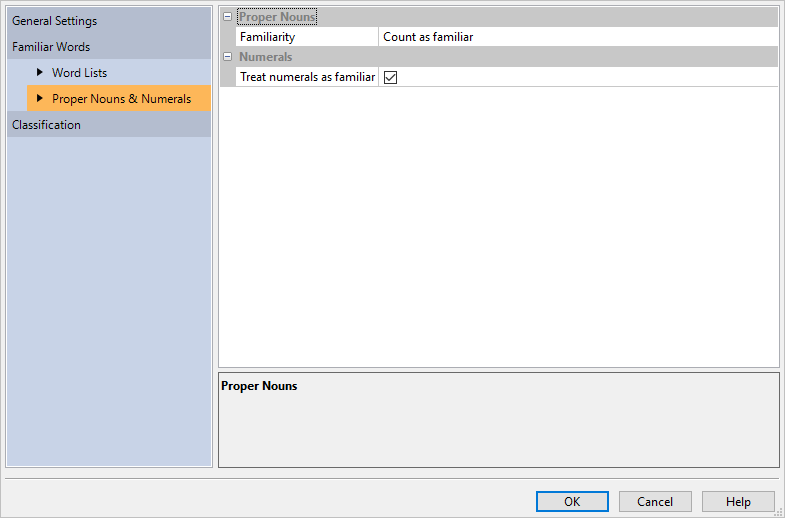 General Settings
Familiar Words
Word Lists
Proper Nouns & Numerals
Classification
Proper Nouns
Familiarity Count as familiar
Numerals
Treat numerals as familiar
Proper Nouns
OK Cancel Help